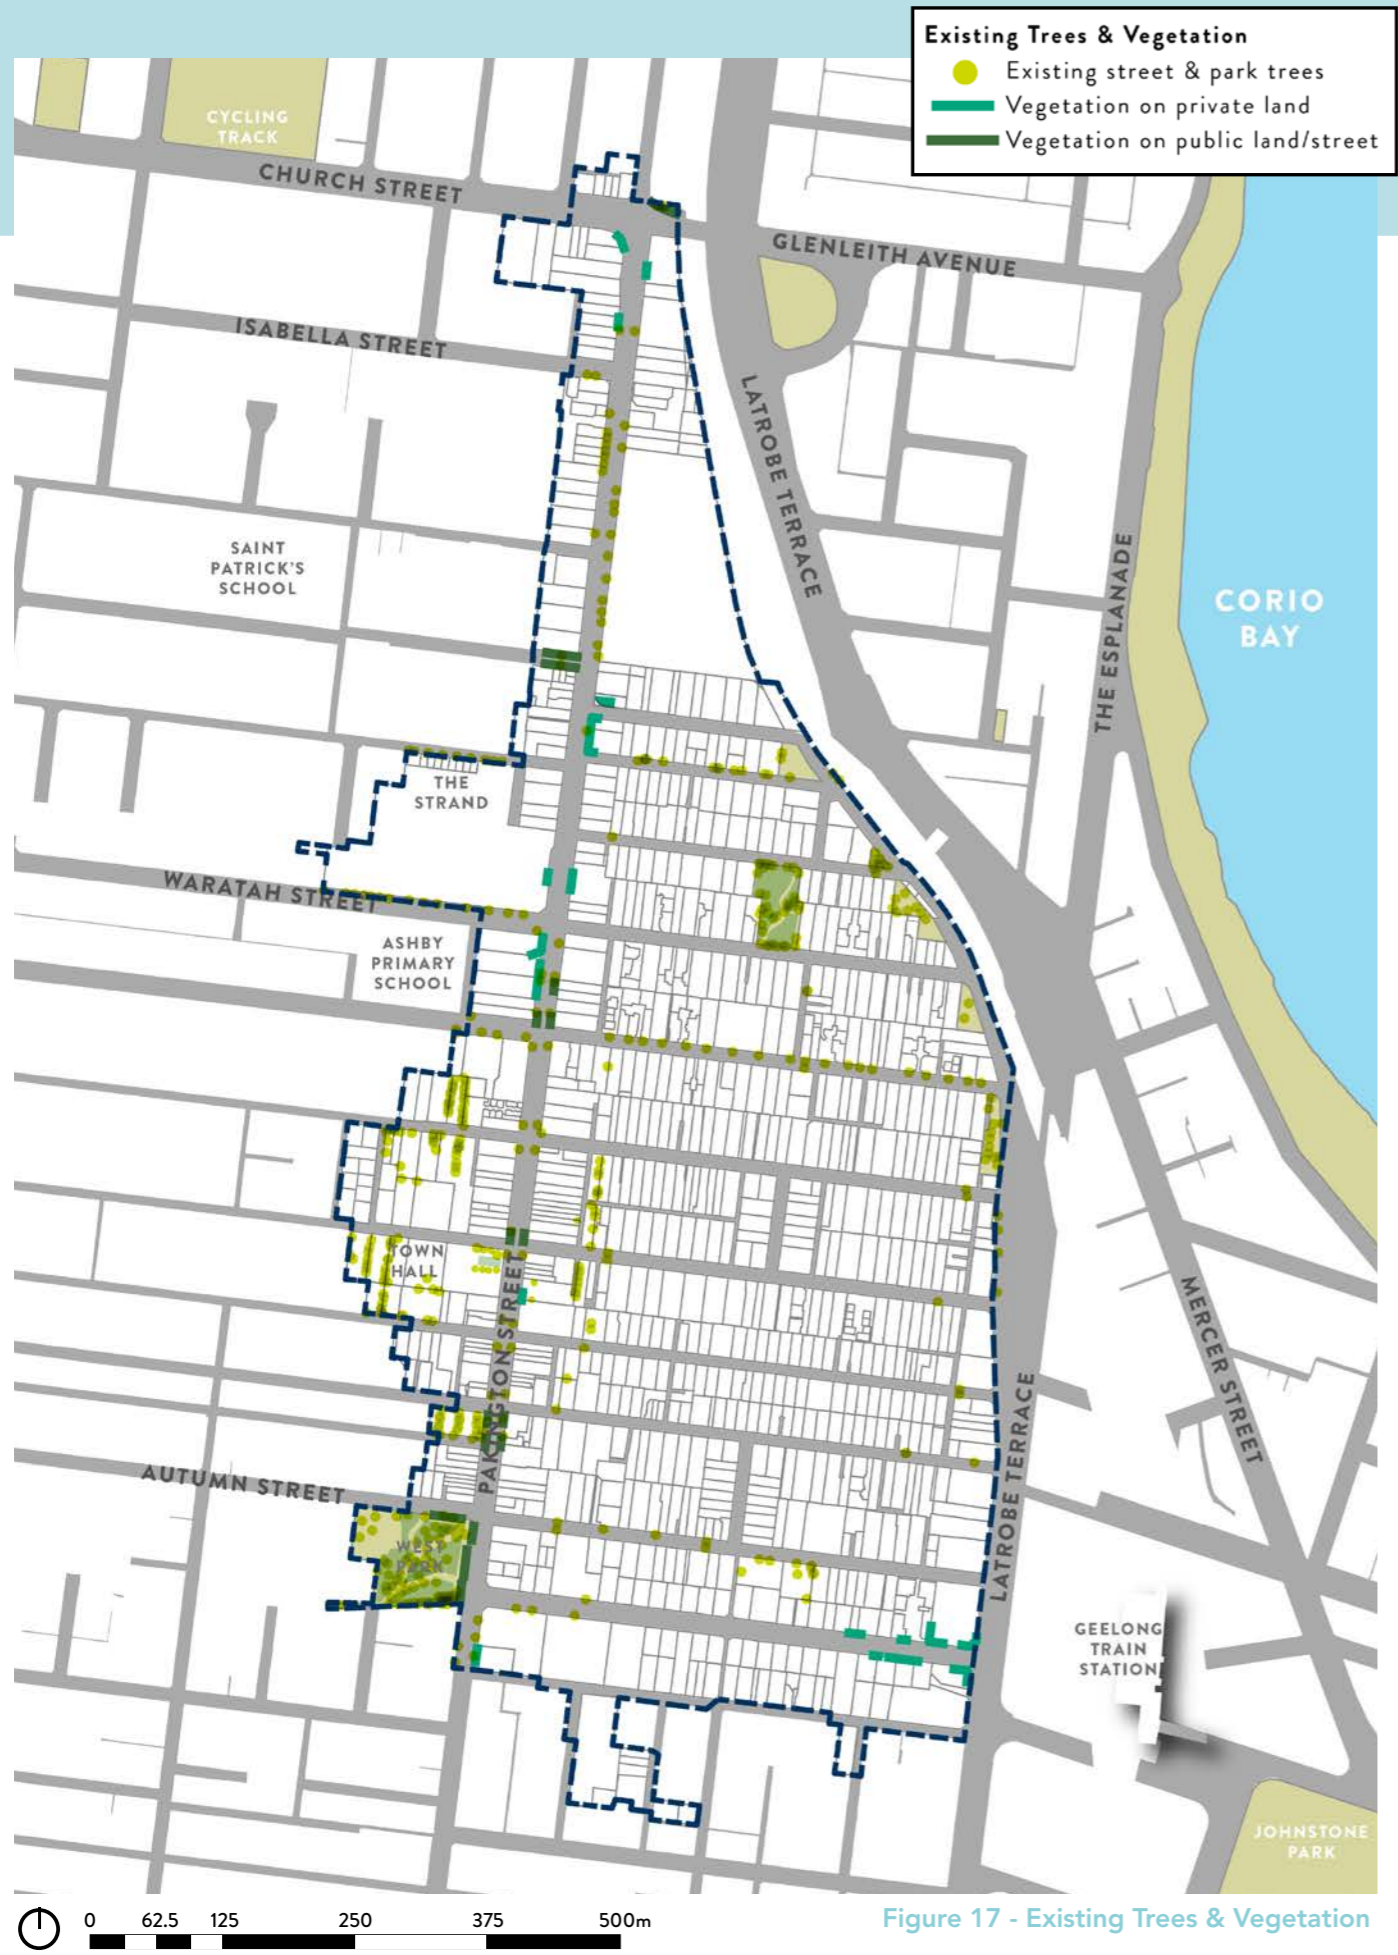 Existing Trees & Vegetation
Existing street & park trees
Vegetation on private land
Vegetation on public land/street
CYCLING
TRACK
CHURCH STREET
GLENLEITH AVENUE
ISABELLA STREET
LATROBE TERRACE
SAINT
PATRICK'S
SCHOOL
THE ESPLANADE
CORIO
BAY
THE
STRAND
WARATAH STREET
ASHBY
PRIMARY
SCHOOL
TOWN
HALL
PAKINGTON STREET
MERCER STREET
AUTUMN STREET
LATROBE TERRACE
WEST
PARK
GEELONG
TRAIN
STATION
JOHNSTONE
PARK
0 62.5 125 250 375 500m
Figure 17 - Existing Trees & Vegetation